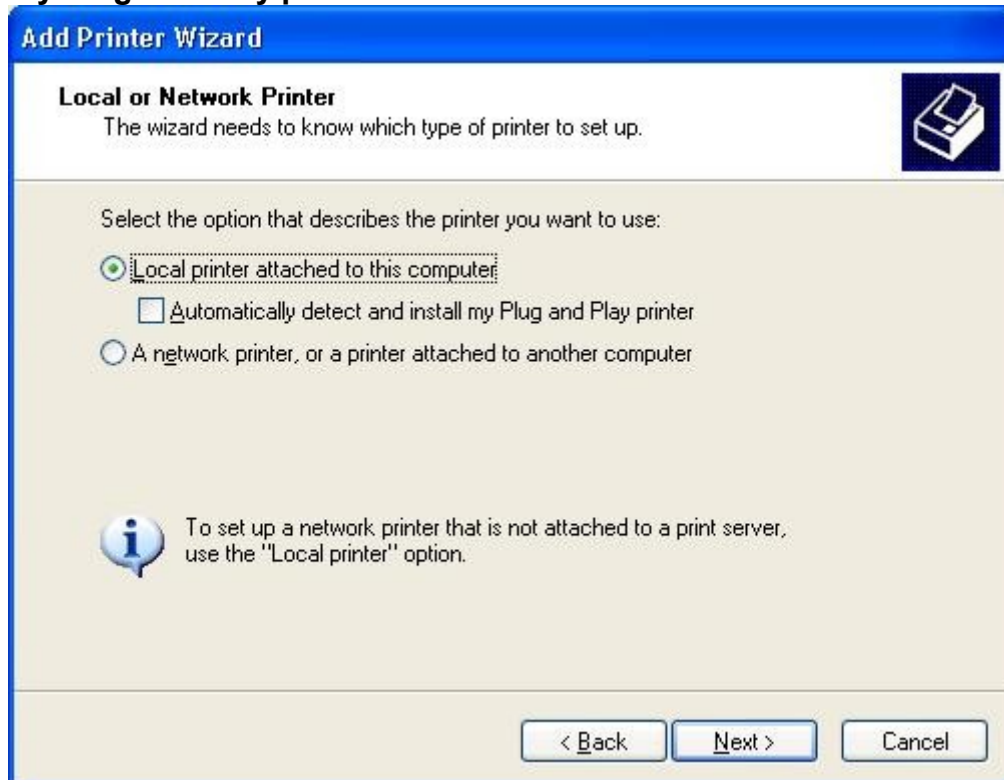 Add Printer Wizard
Local or Network Printer
The wizard needs to know which type of printer to set up.
Select the option that describes the printer you want to use:
Local printer attached to this computer
Automatically detect and install my Plug and Play printer
A network printer, or a printer attached to another computer
To set up a network printer that is not attached to a print server,
use the "Local printer" option.
< Back Next > Cancel